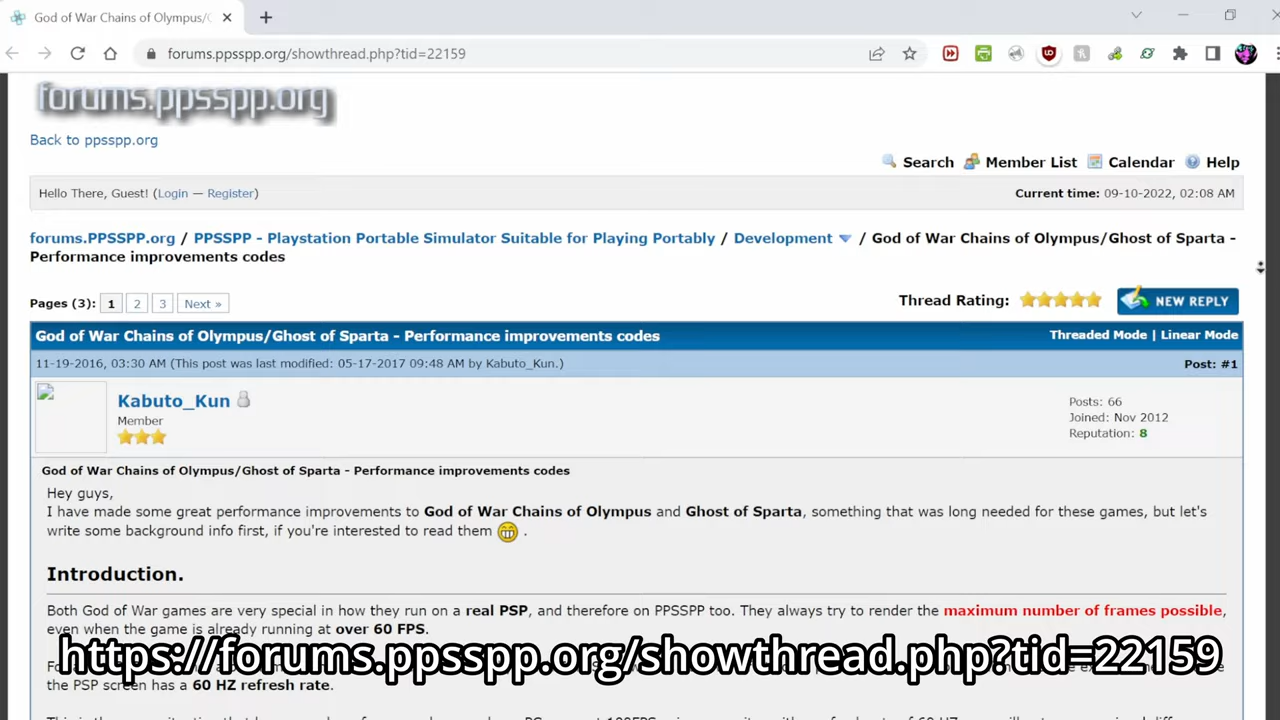 God of War Chains of Olympus/G
forums.ppsspp.org/showthread.php?tid=22159
forums.ppsspp.org
Back to ppsspp.org
Search Member List Calendar Help
Hello There, Guest! (Login — Register)
Current time: 09-10-2022, 02:08 AM
forums.PPSSPP.org / PPSSPP - Playstation Portable Simulator Suitable for Playing Portably / Development / God of War Chains of Olympus/Ghost of Sparta -
Performance improvements codes
Pages (3): 1 2 3 Next »
Thread Rating:
NEW REPLY
God of War Chains of Olympus/Ghost of Sparta - Performance improvements codes
Threaded Mode | Linear Mode
11-19-2016, 03:30 AM (This post was last modified: 05-17-2017 09:48 AM by Kabuto_Kun.)
Post: #1
Kabuto_Kun
Member
Posts: 66
Joined: Nov 2012
Reputation: 8
God of War Chains of Olympus/Ghost of Sparta - Performance improvements codes
Hey guys,
I have made some great performance improvements to God of War Chains of Olympus and Ghost of Sparta, something that was long needed for these games, but let's
write some background info first, if you're interested to read them .
Introduction.
Both God of War games are very special in how they run on a real PSP, and therefore on PPSSPP too. They always try to render the maximum number of frames possible,
even when the game is already running at over 60 FPS.
https://forums.ppsspp.org/showthread.php?tid=22159
the PSP screen has a 60 HZ refresh rate.